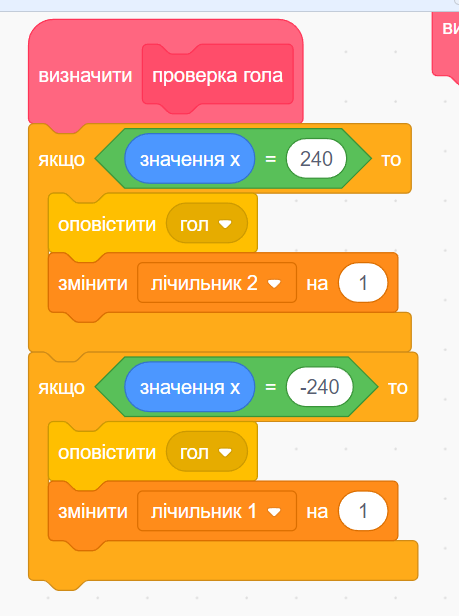 ви
визначити проверка гола
якщо значення x = 240 то
оповістити гол
змінити лічильник 2 на 1
якщо значення x = -240 то
оповістити гол
змінити лічильник 1 на 1